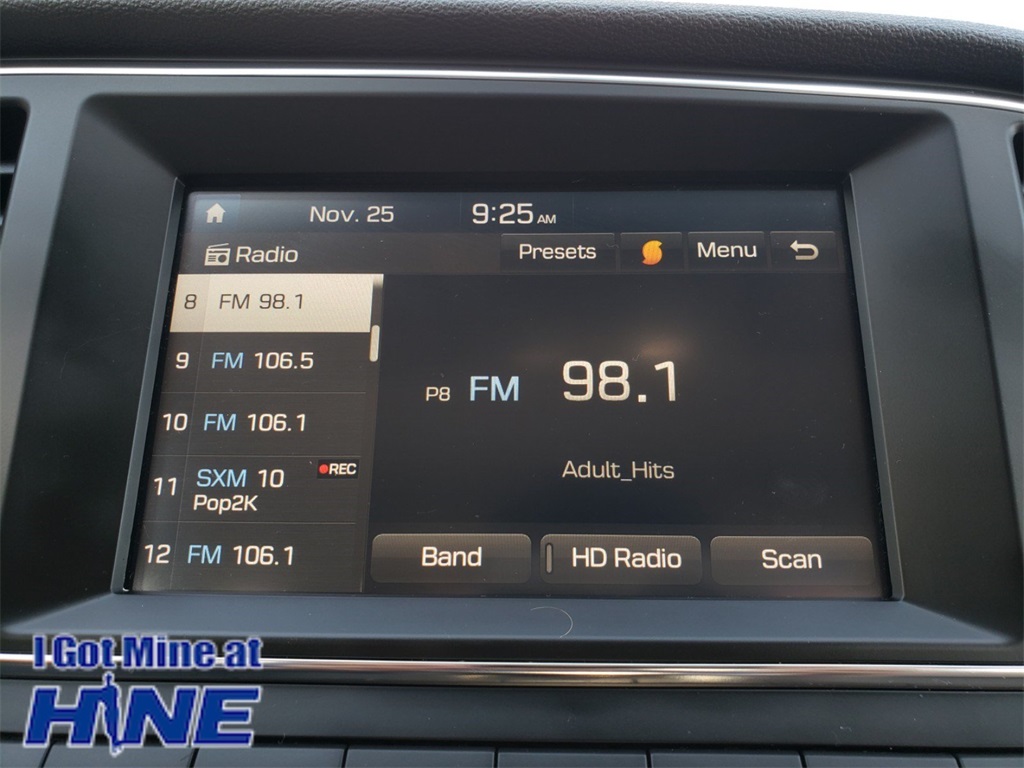 Nov. 25 9:25 AM
Radio Presets Menu
8 FM 98.1
9 FM 106.5
10 FM 106.1
11 SXM 10 REC
Pop2K
12 FM 106.1
P8 FM 98.1
Adult_Hits
Band HD Radio Scan
I Got Mine at
HINE